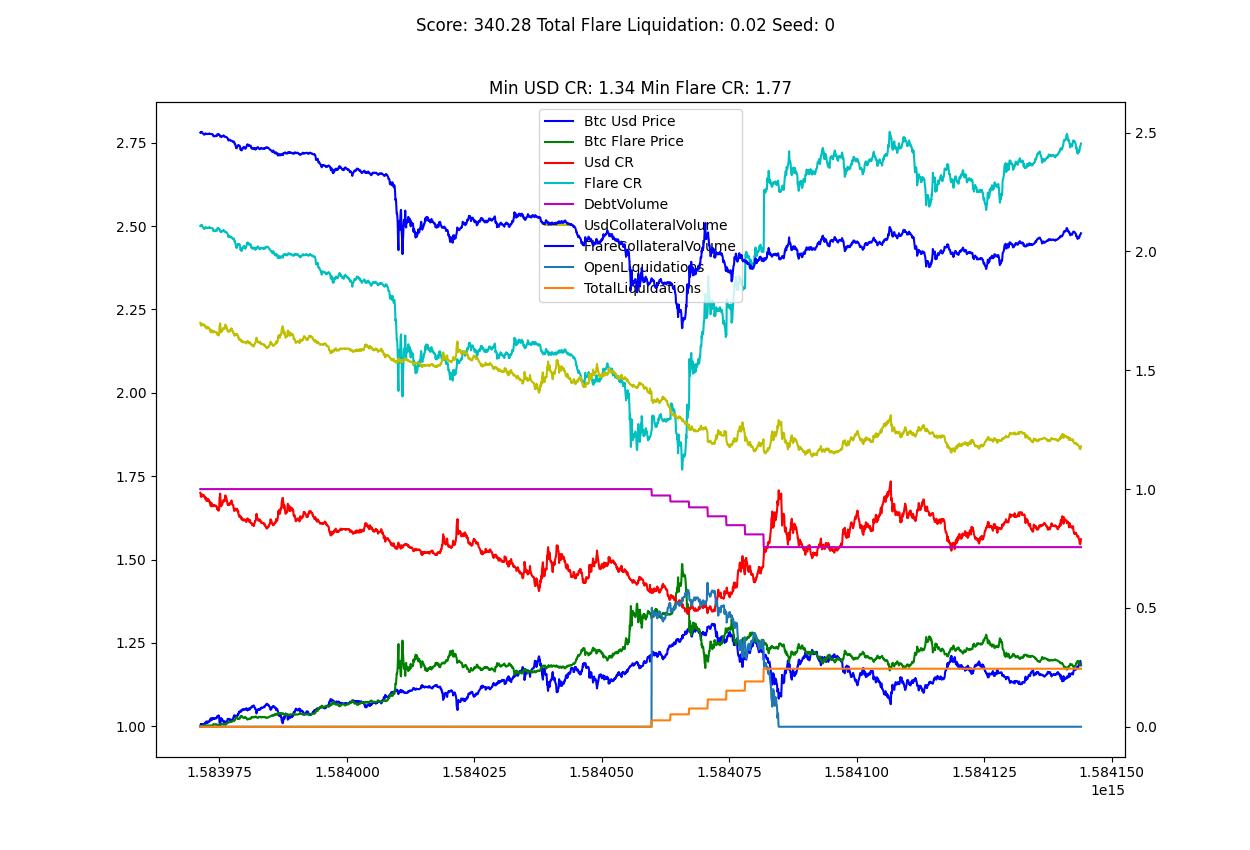 Score: 340.28 Total Flare Liquidation: 0.02 Seed: 0
Min USD CR: 1.34 Min Flare CR: 1.77
Btc Usd Price
Btc Flare Price
Usd CR
Flare CR
DebtVolume
UsdCollateralVolume
FlareCollateralVolume
OpenLiquidations
TotalLiquidations
2.75
2.50
2.25
2.00
1.75
1.50
1.25
1.00
2.5
2.0
1.5
1.0
0.5
0.0
1.583975
1.584000
1.584025
1.584050
1.584075
1.584100
1.584125
1.584150
1e15